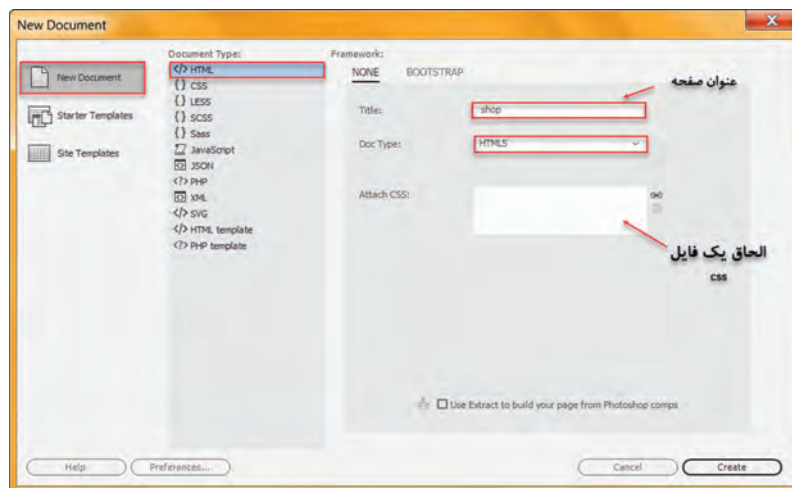 New Document
X
New Document
Starter Templates
Site Templates
Document Type:
</> HTML
{} CSS
{} LESS
{} SCSS
{} Sass
JavaScript
JSON
<?> PHP
XML
</> SVG
</> HTML template
<?> PHP template
Framework:
NONE BOOTSTRAP
عنوان صفحه
Title: shop
Doc Type: HTML5
Attach CSS:
الحاق یک فایل
css
Use Extract to build your page from Photoshop comps
Help Preferences... Cancel Create